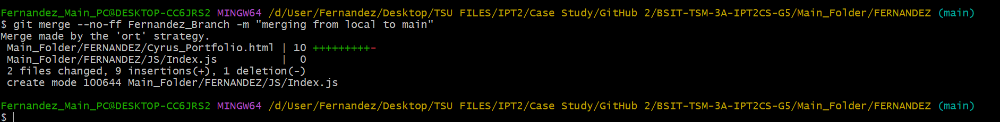 Fernandez_Main_PC@DESKTOP-CC6JRS2 MINGW64 /d/User/Fernandez/Desktop/TSU FILES/IPT2/Case Study/GitHub 2/BSIT-TSM-3A-IPT2CS-G5/Main_Folder/FERNANDEZ (main)
$ git merge --no-ff Fernandez_Branch -m "merging from local to main"
Merge made by the 'ort' strategy.
 Main_Folder/FERNANDEZ/Cyrus_Portfolio.html | 10 +++++++++-
 Main_Folder/FERNANDEZ/JS/Index.js          |  0
 2 files changed, 9 insertions(+), 1 deletion(-)
 create mode 100644 Main_Folder/FERNANDEZ/JS/Index.js
Fernandez_Main_PC@DESKTOP-CC6JRS2 MINGW64 /d/User/Fernandez/Desktop/TSU FILES/IPT2/Case Study/GitHub 2/BSIT-TSM-3A-IPT2CS-G5/Main_Folder/FERNANDEZ (main)
$